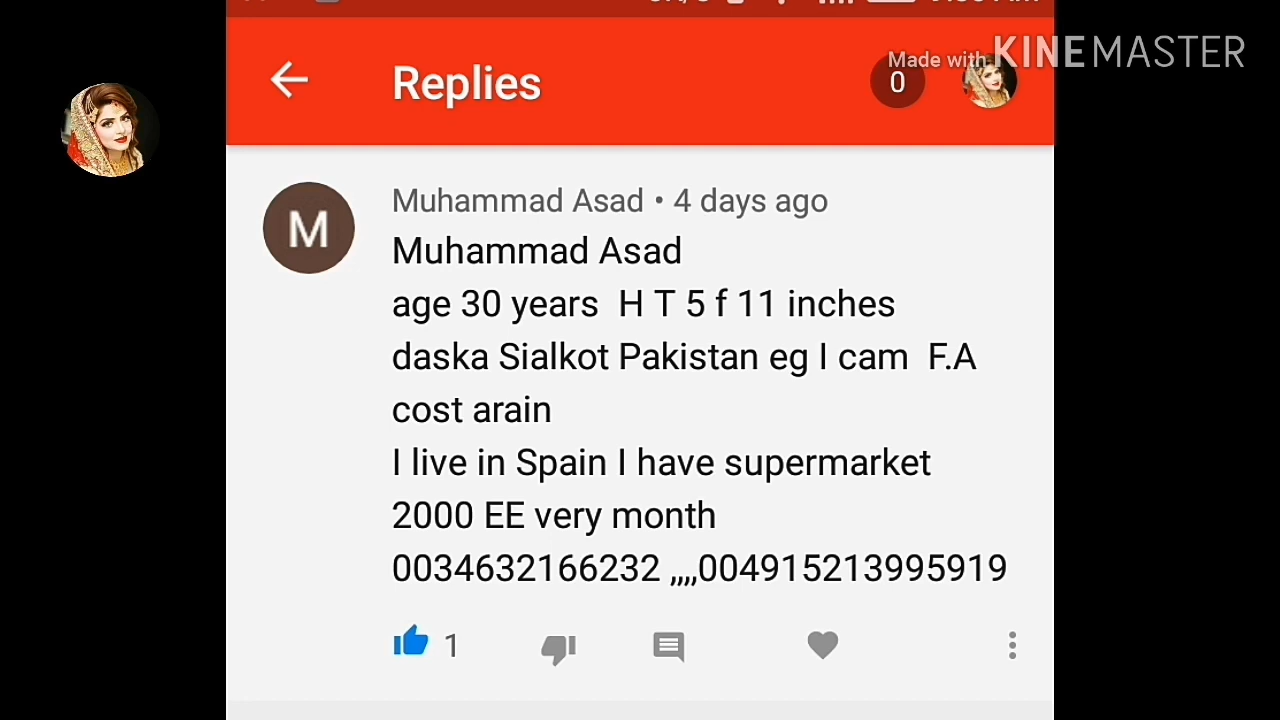 Made with KINEMASTER
Replies
0
M
Muhammad Asad • 4 days ago
Muhammad Asad
age 30 years H T 5 f 11 inches
daska Sialkot Pakistan eg I cam F.A
cost arain
I live in Spain I have supermarket
2000 EE very month
0034632166232 ,,,,004915213995919
1